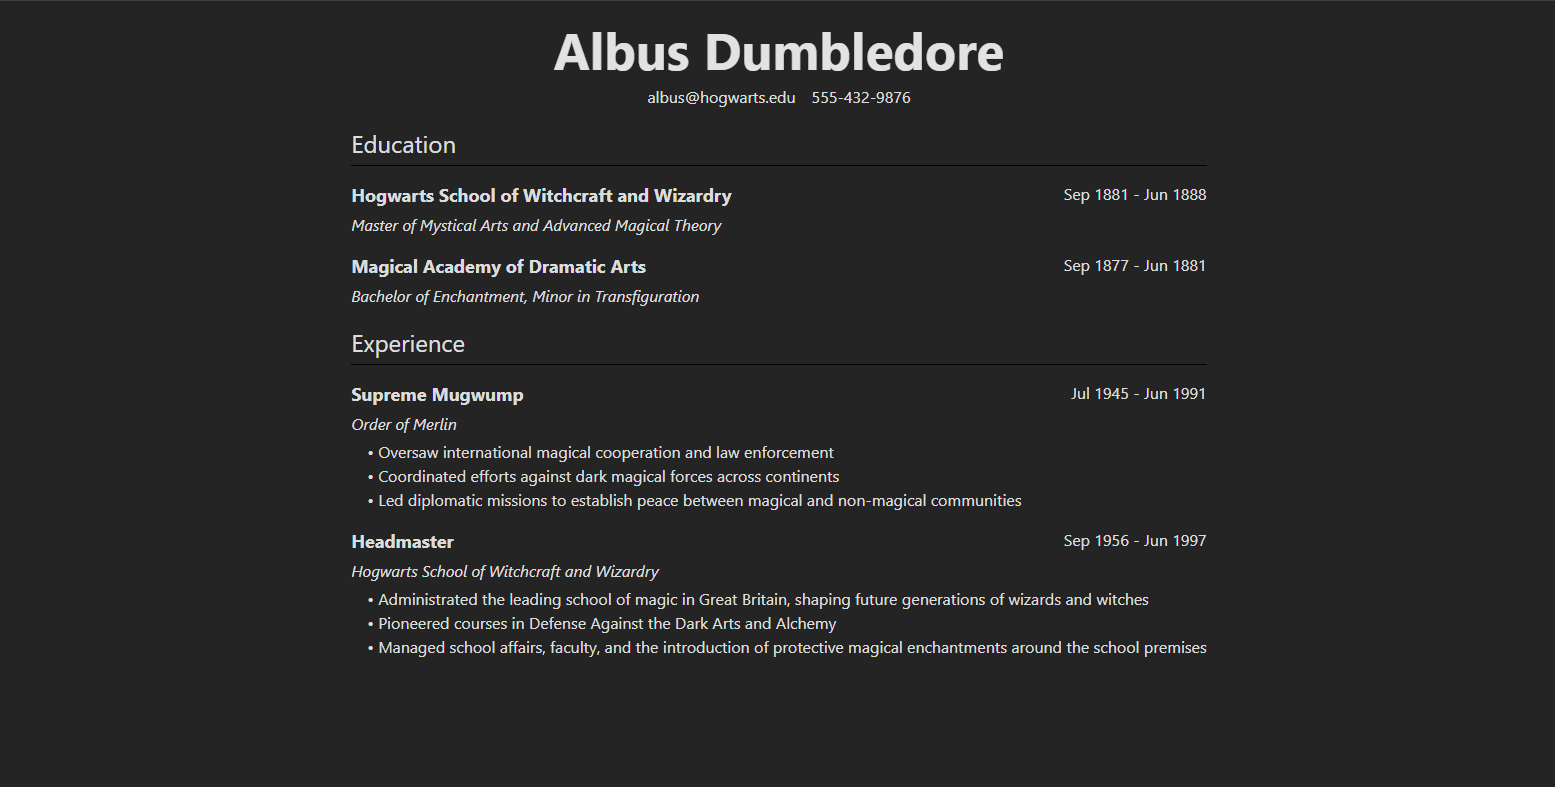 Albus Dumbledore
albus@hogwarts.edu 555-432-9876
Education
Hogwarts School of Witchcraft and Wizardry Sep 1881 - Jun 1888
Master of Mystical Arts and Advanced Magical Theory
Magical Academy of Dramatic Arts Sep 1877 - Jun 1881
Bachelor of Enchantment, Minor in Transfiguration
Experience
Supreme Mugwump Jul 1945 - Jun 1991
Order of Merlin
• Oversaw international magical cooperation and law enforcement
• Coordinated efforts against dark magical forces across continents
• Led diplomatic missions to establish peace between magical and non-magical communities
Headmaster Sep 1956 - Jun 1997
Hogwarts School of Witchcraft and Wizardry
• Administrated the leading school of magic in Great Britain, shaping future generations of wizards and witches
• Pioneered courses in Defense Against the Dark Arts and Alchemy
• Managed school affairs, faculty, and the introduction of protective magical enchantments around the school premises